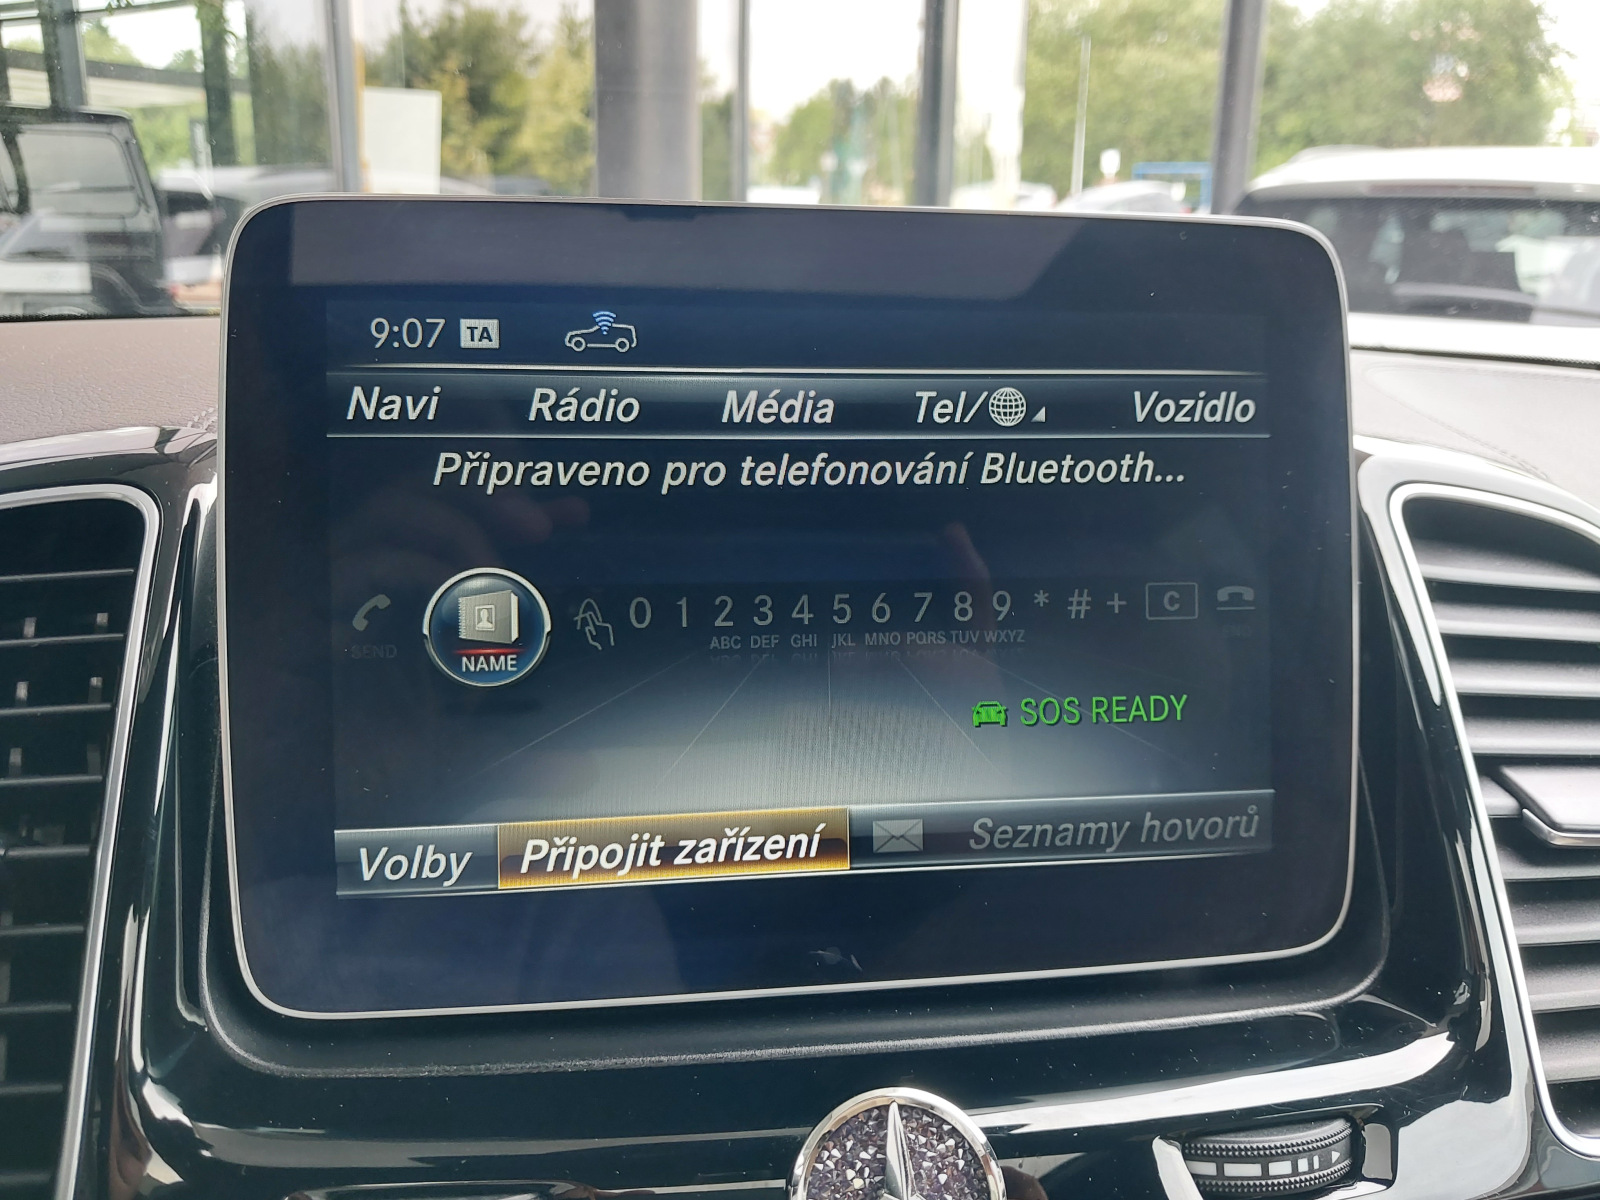 9:07 TA
Navi Rádio Média Tel/ Vozidlo
Připraveno pro telefonování Bluetooth...
SEND NAME 0 1 2 3 4 5 6 7 8 9 * # + C END
ABC DEF GHI JKL MNO PQRS TUV WXYZ
SOS READY
Volby Připojit zařízení Seznamy hovorů